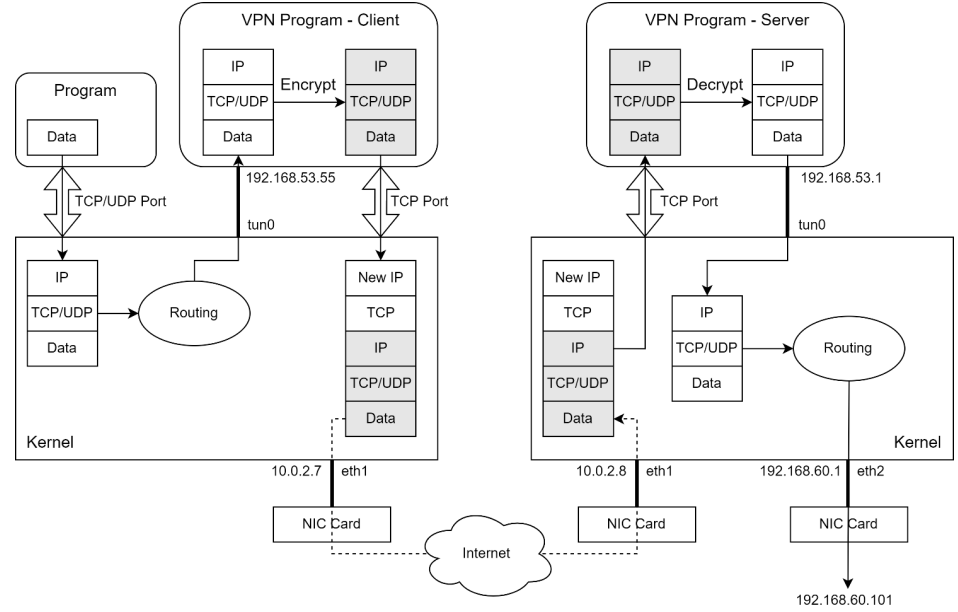 VPN Program - Client
IP
TCP/UDP
Data
Encrypt
IP
TCP/UDP
Data
Program
Data
192.168.53.55
TCP/UDP Port
TCP Port
tun0
IP
TCP/UDP
Data
Routing
New IP
TCP
IP
TCP/UDP
Data
Kernel
10.0.2.7
eth1
NIC Card
Internet
VPN Program - Server
IP
TCP/UDP
Data
Decrypt
IP
TCP/UDP
Data
192.168.53.1
TCP Port
tun0
New IP
TCP
IP
TCP/UDP
Data
IP
TCP/UDP
Data
Routing
Kernel
10.0.2.8
eth1
192.168.60.1
eth2
NIC Card
NIC Card
192.168.60.101